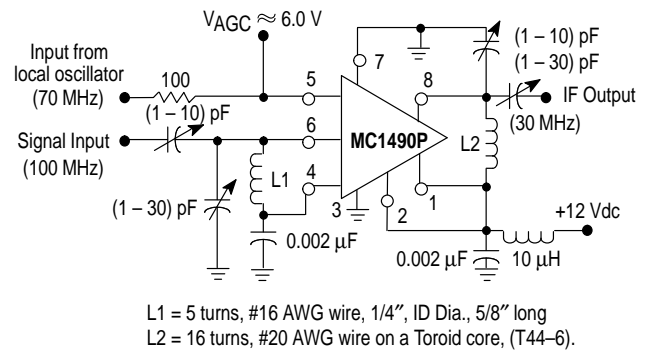 VAGC ≈ 6.0 V
Input from
local oscillator
(70 MHz)
100
(1 – 10) pF
Signal Input
(100 MHz)
(1 – 30) pF
L1
0.002 µF
5
6
4
3
7
8
MC1490P
2
1
(1 – 10) pF
(1 – 30) pF
IF Output
(30 MHz)
L2
+12 Vdc
0.002 µF
10 µH
L1 = 5 turns, #16 AWG wire, 1/4″, ID Dia., 5/8″ long
L2 = 16 turns, #20 AWG wire on a Toroid core, (T44–6).